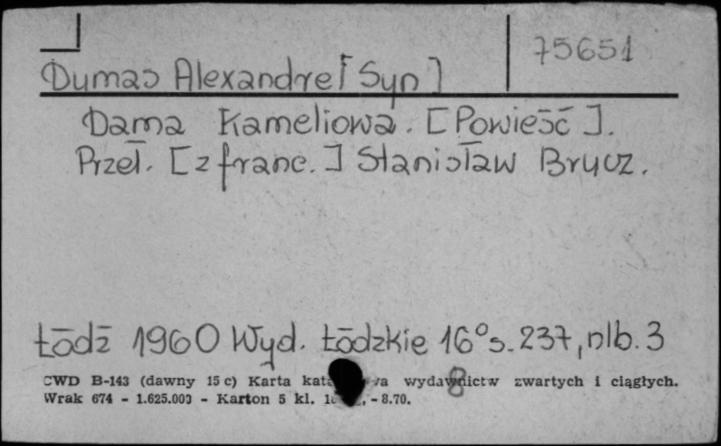 75651
Dumas Alexandre [Syn]
Dama Kameliowa. [Powieść].
Przeł. [z franc.] Stanisław Brucz.
Łódź 1960 Wyd. Łódzkie 16° s. 237, nlb. 3
8
CWD B-143 (dawny 15 c) Karta wydawnictw zwartych i ciągłych.
Wrak 674 - 1.625.000 - Karton 5 kl. - 8.70.